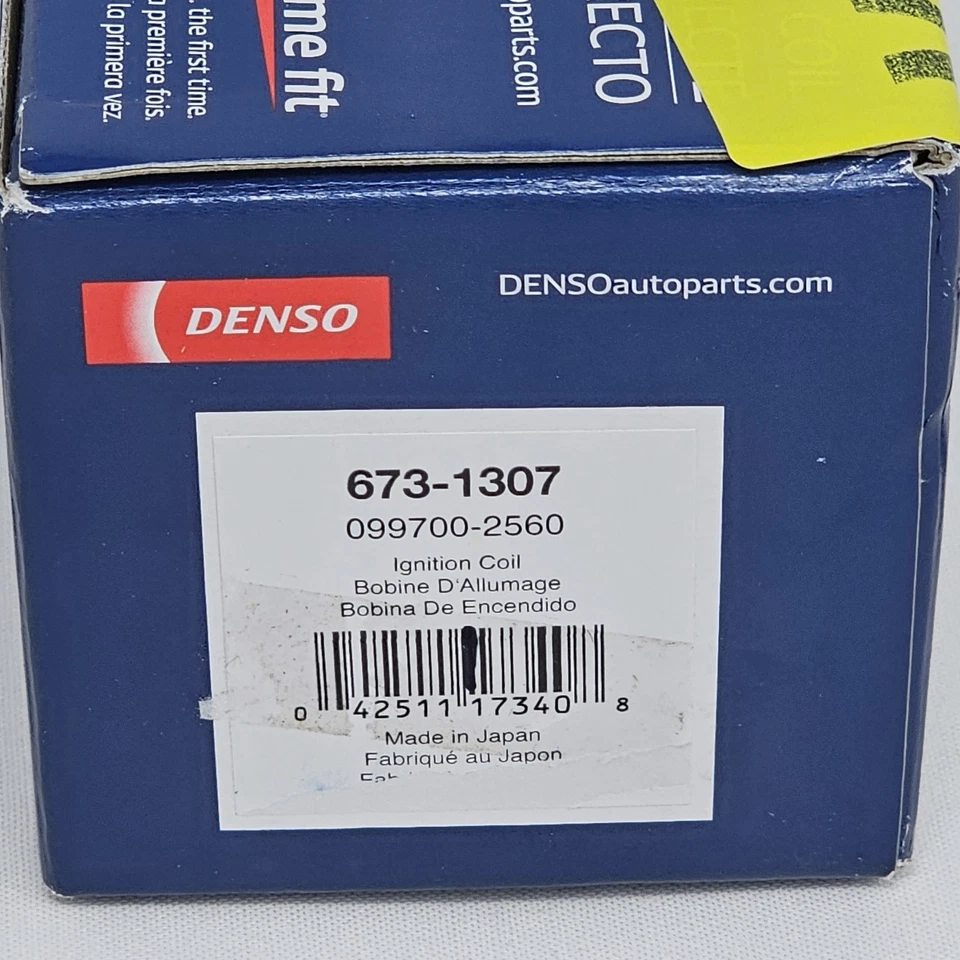 the first time.
première fois.
la primera vez.
me fit
parts.com
ECTO
DENSO
DENSOautoparts.com
673-1307
099700-2560
Ignition Coil
Bobine D'Allumage
Bobina De Encendido
0 42511 17340 8
Made in Japan
Fabriqué au Japon